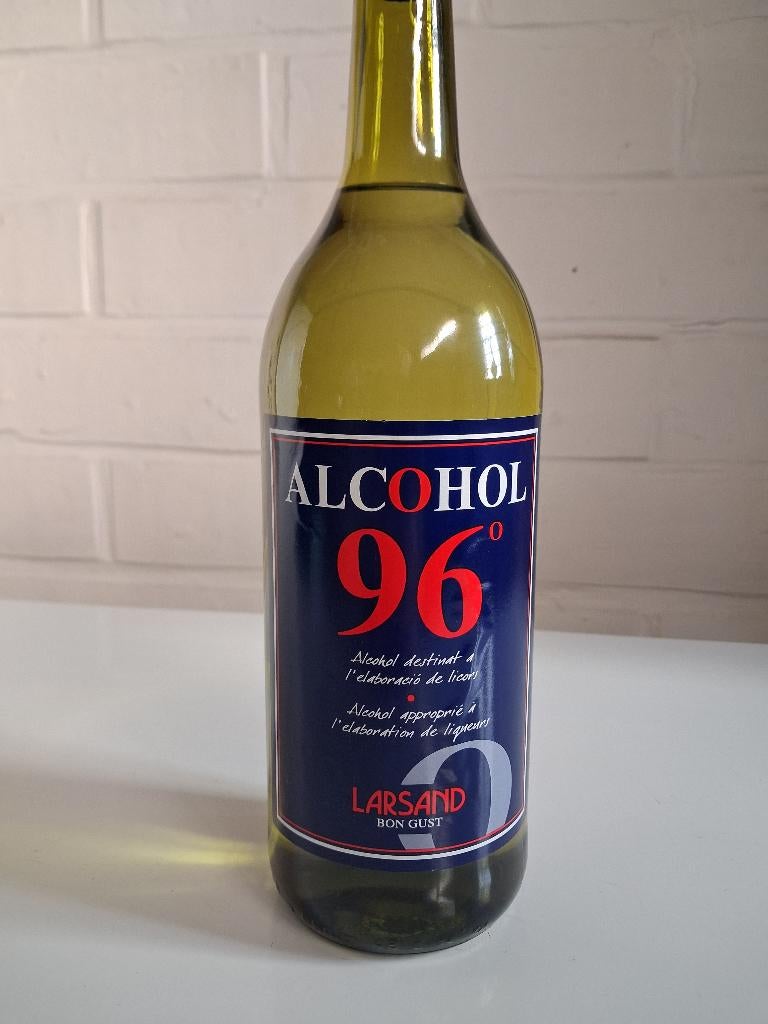 ALCOHOL
96°
Alcohol destinat a
l'elaboració de licors
Alcohol approprié à
l'elaboration de liqueurs
LARSAND
BON GUST